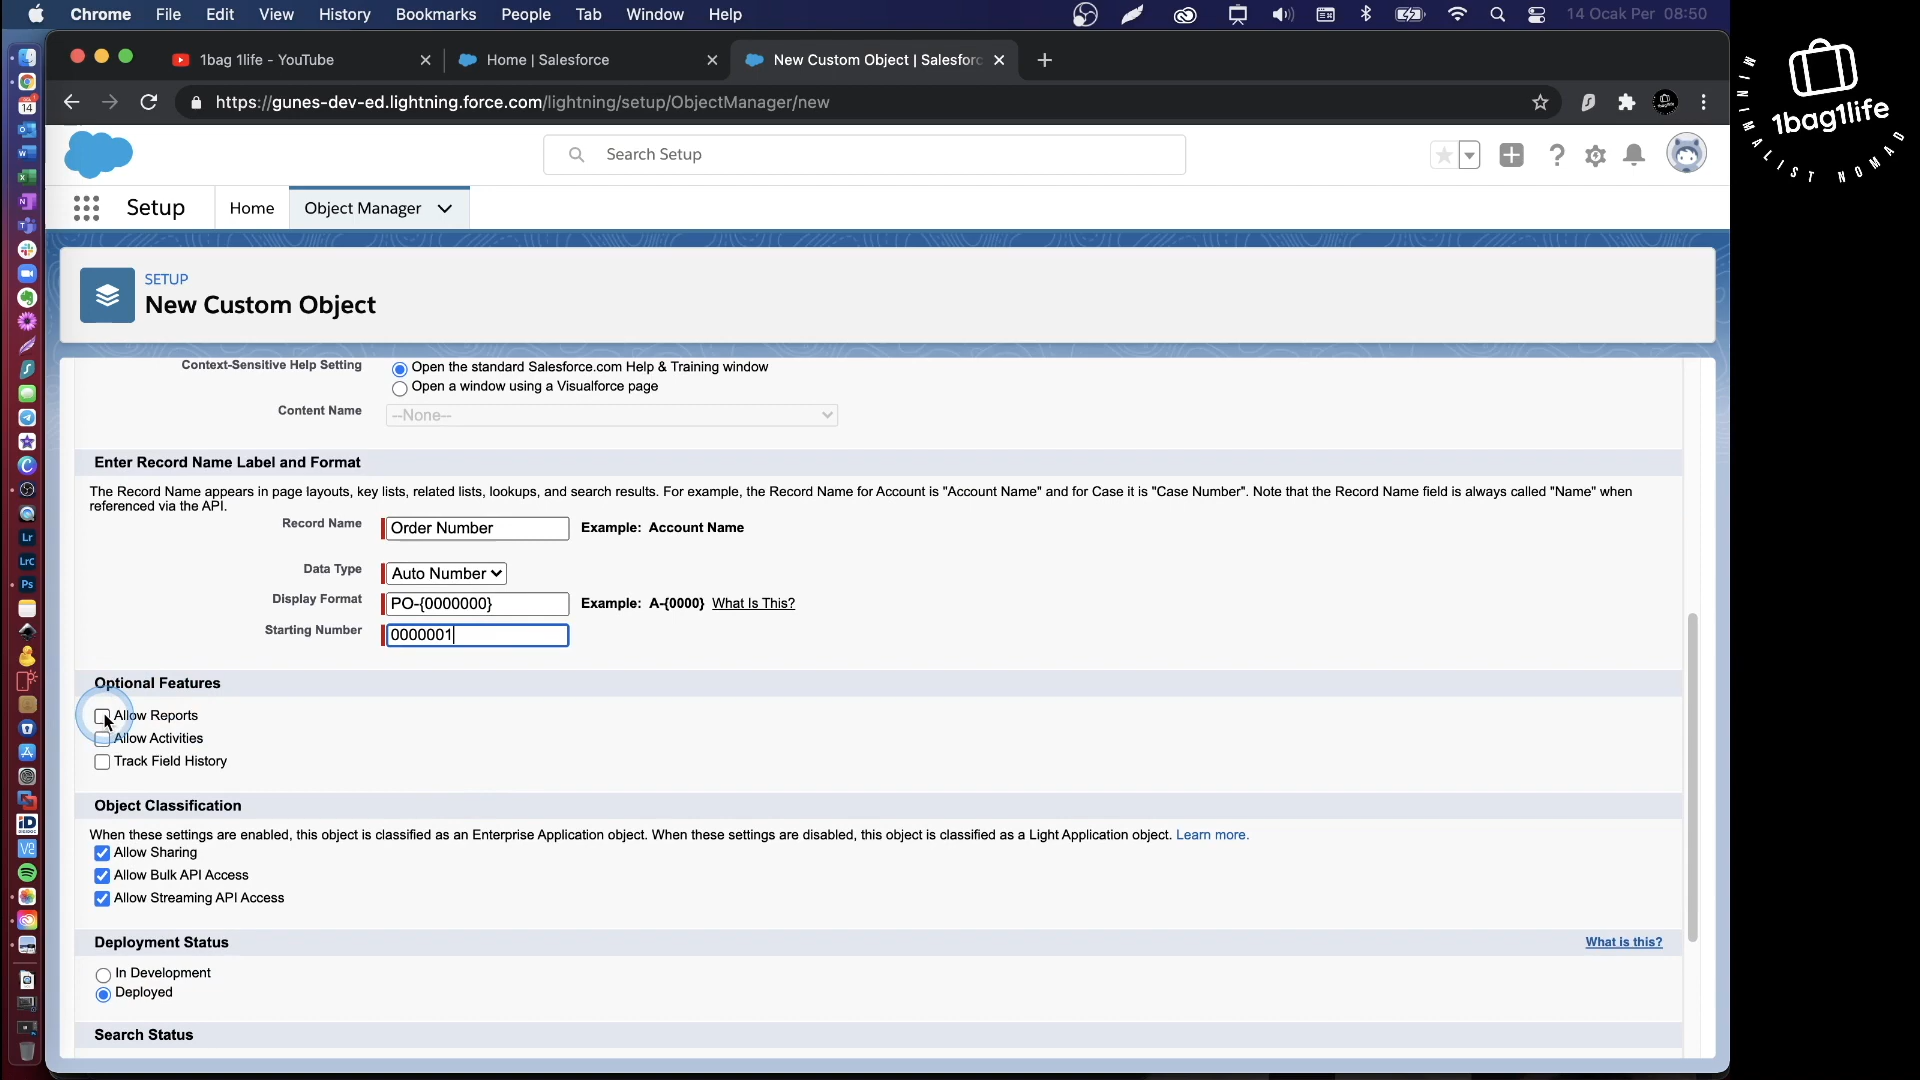 Chrome File Edit View History Bookmarks People Tab Window Help 14 Ocak Per 08:50
1bag 1life - YouTube Home | Salesforce New Custom Object | Salesforc
https://gunes-dev-ed.lightning.force.com/lightning/setup/ObjectManager/new
1bag1life
MINIMALIST NOMAD
Search Setup
Setup Home Object Manager
SETUP
New Custom Object
Context-Sensitive Help Setting Open the standard Salesforce.com Help & Training window
Open a window using a Visualforce page
Content Name --None--
Enter Record Name Label and Format
The Record Name appears in page layouts, key lists, related lists, lookups, and search results. For example, the Record Name for Account is "Account Name" and for Case it is "Case Number". Note that the Record Name field is always called "Name" when
referenced via the API.
Record Name Order Number Example: Account Name
Data Type Auto Number
Display Format PO-{0000000} Example: A-{0000} What Is This?
Starting Number 0000001
Optional Features
Allow Reports
Allow Activities
Track Field History
Object Classification
When these settings are enabled, this object is classified as an Enterprise Application object. When these settings are disabled, this object is classified as a Light Application object. Learn more.
Allow Sharing
Allow Bulk API Access
Allow Streaming API Access
Deployment Status What is this?
In Development
Deployed
Search Status
14
Lr
LrC
Ps
iD